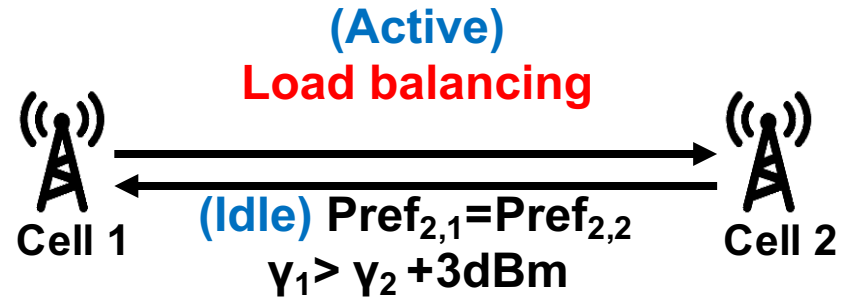 (Active)
Load balancing
Cell 1
(Idle) Pref₂,₁=Pref₂,₂
Cell 2
γ₁> γ₂ +3dBm